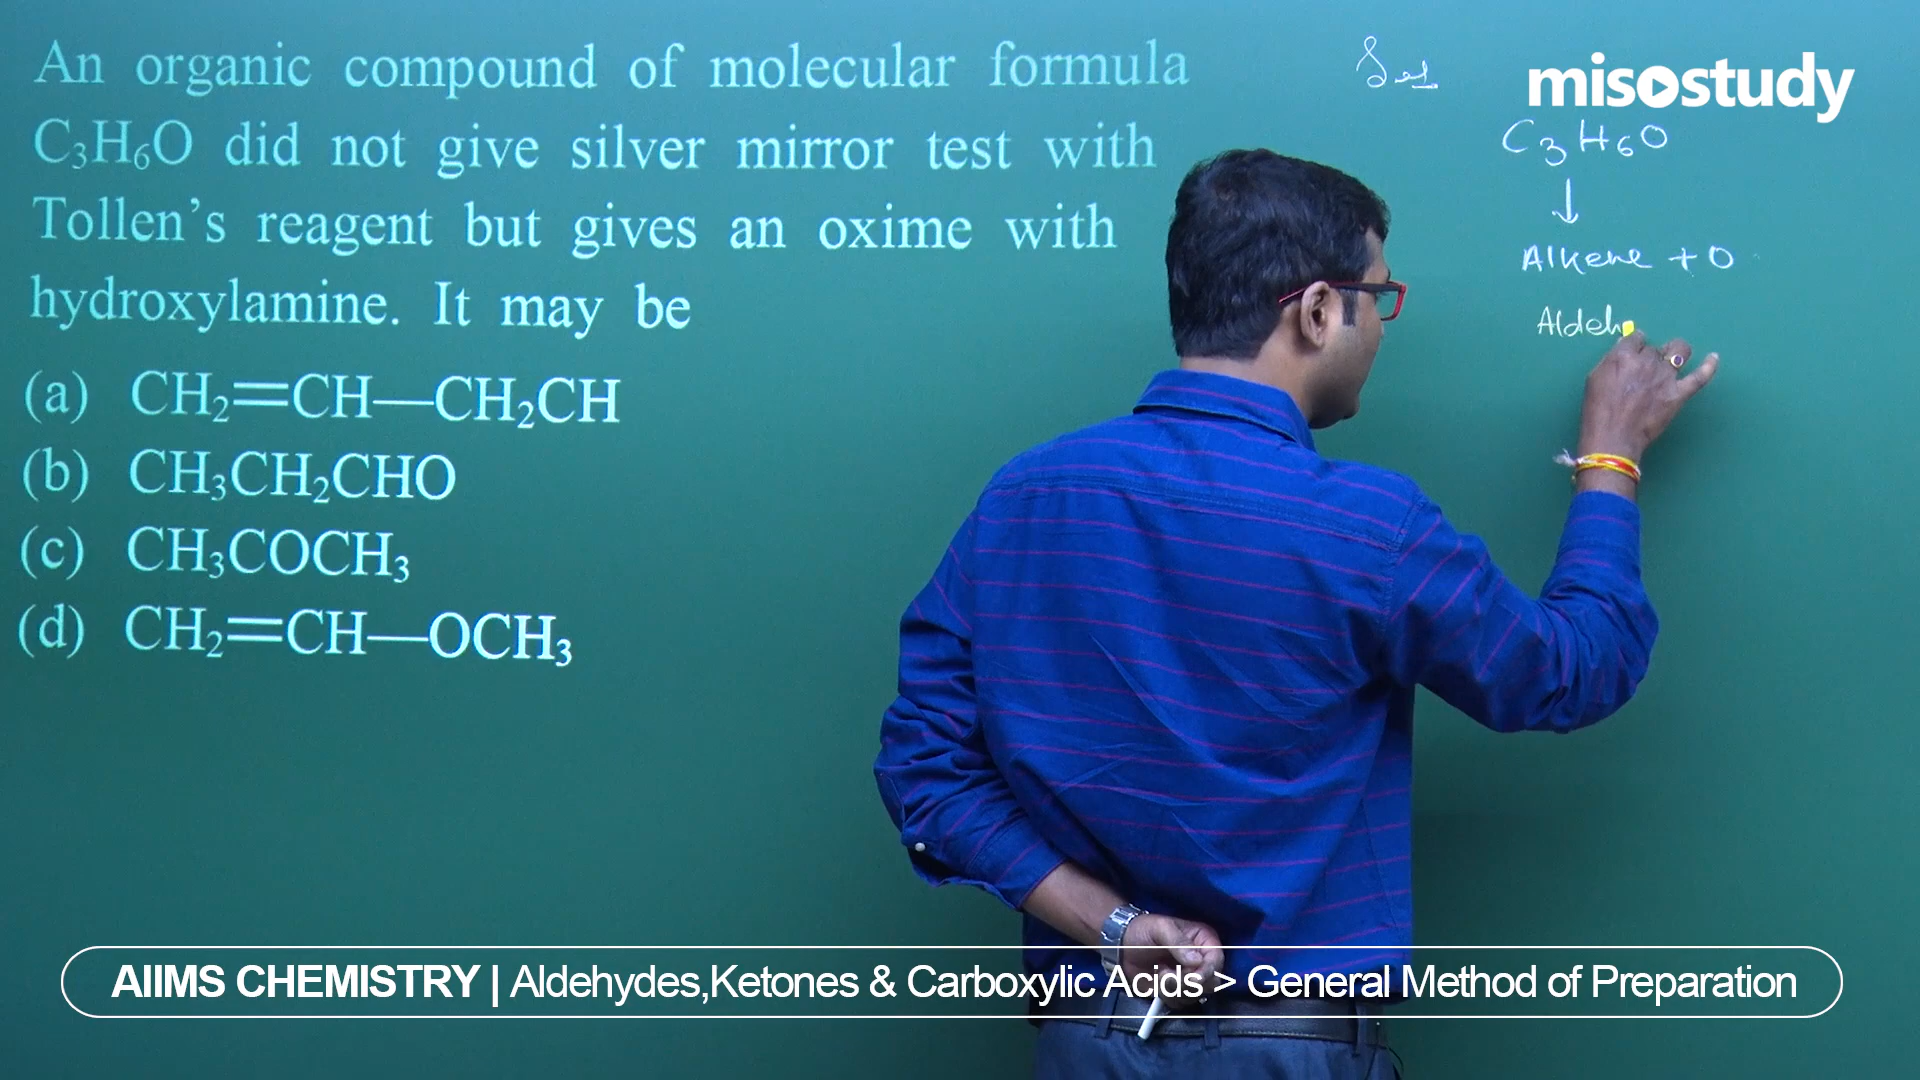 An organic compound of molecular formula
C₃H₆O did not give silver mirror test with
Tollen's reagent but gives an oxime with
hydroxylamine. It may be
(a) CH₂=CH—CH₂CH
(b) CH₃CH₂CHO
(c) CH₃COCH₃
(d) CH₂=CH—OCH₃
misostudy
C₃H₆O
↓
Alkene + O
Aldeh
AIIMS CHEMISTRY | Aldehydes,Ketones & Carboxylic Acids > General Method of Preparation